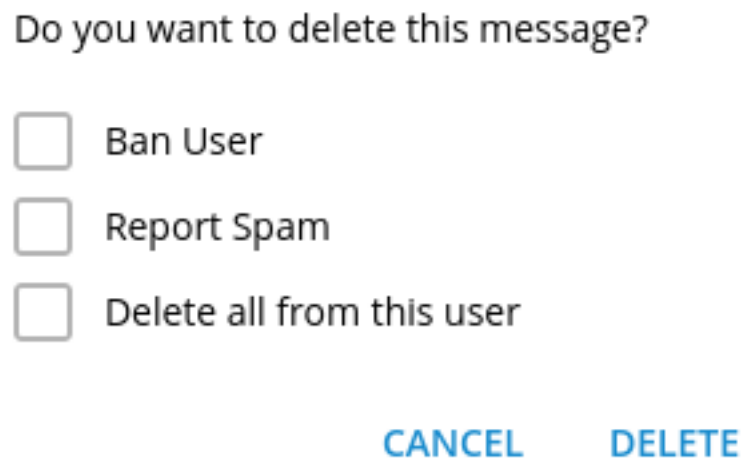 Do you want to delete this message?
Ban User
Report Spam
Delete all from this user
CANCEL DELETE